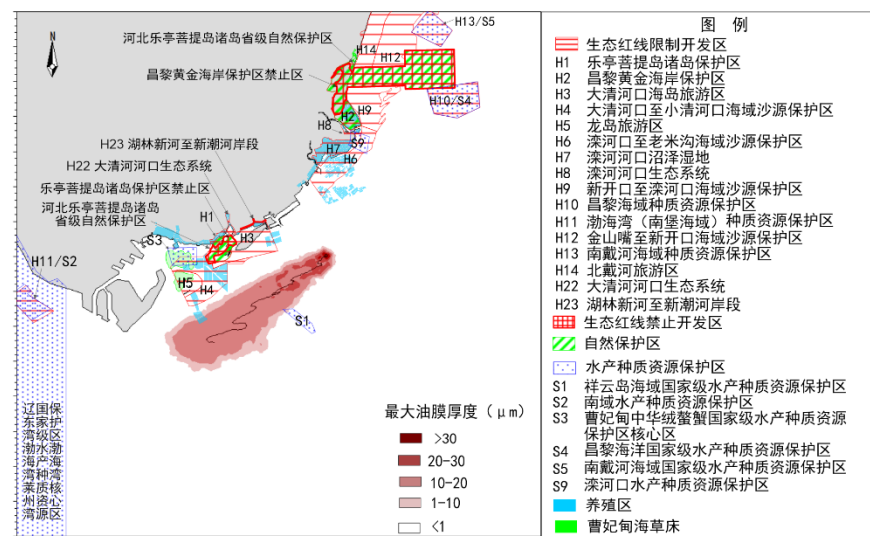 N
河北乐亭菩提岛诸岛省级自然保护区
昌黎黄金海岸保护区禁止区
H13/S5
H14
H12
H10/S4
H9
H2
H8
S9
H7
H6
H23 湖林新河至新潮河岸段
H22 大清河河口生态系统
乐亭菩提岛诸岛保护区禁止区
河北乐亭菩提岛诸岛
省级自然保护区
H1
H3
S3
H5
H4
S1
H11/S2
辽国保
东家护
湾级区
渤水渤
海产海
湾种湾
莱质核
州资心
湾源区
最大油膜厚度(μm)
>30
20-30
10-20
1-10
<1
图 例
生态红线限制开发区
H1 乐亭菩提岛诸岛保护区
H2 昌黎黄金海岸保护区
H3 大清河口海岛旅游区
H4 大清河口至小清河口海域沙源保护区
H5 龙岛旅游区
H6 滦河口至老米沟海域沙源保护区
H7 滦河河口沼泽湿地
H8 滦河河口生态系统
H9 新开口至滦河口海域沙源保护区
H10 昌黎海域种质资源保护区
H11 渤海湾（南堡海域）种质资源保护区
H12 金山嘴至新开口海域沙源保护区
H13 南戴河海域种质资源保护区
H14 北戴河旅游区
H22 大清河河口生态系统
H23 湖林新河至新潮河岸段
生态红线禁止开发区
自然保护区
水产种质资源保护区
S1 祥云岛海域国家级水产种质资源保护区
S2 南域水产种质资源保护区
S3 曹妃甸中华绒螯蟹国家级水产种质资源
保护区核心区
S4 昌黎海洋国家级水产种质资源保护区
S5 南戴河海域国家级水产种质资源保护区
S9 滦河口水产种质资源保护区
养殖区
曹妃甸海草床